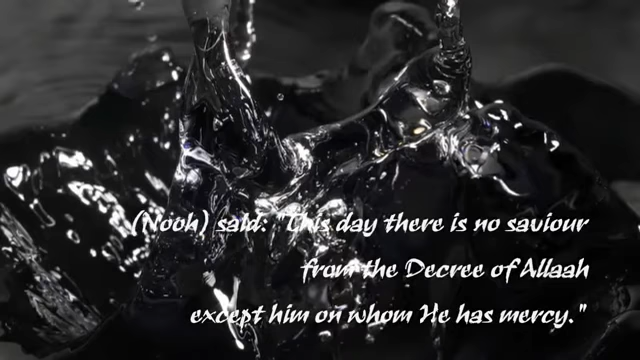 (Nooh) said: "This day there is no saviour
from the Decree of Allaah
except him on whom He has mercy."